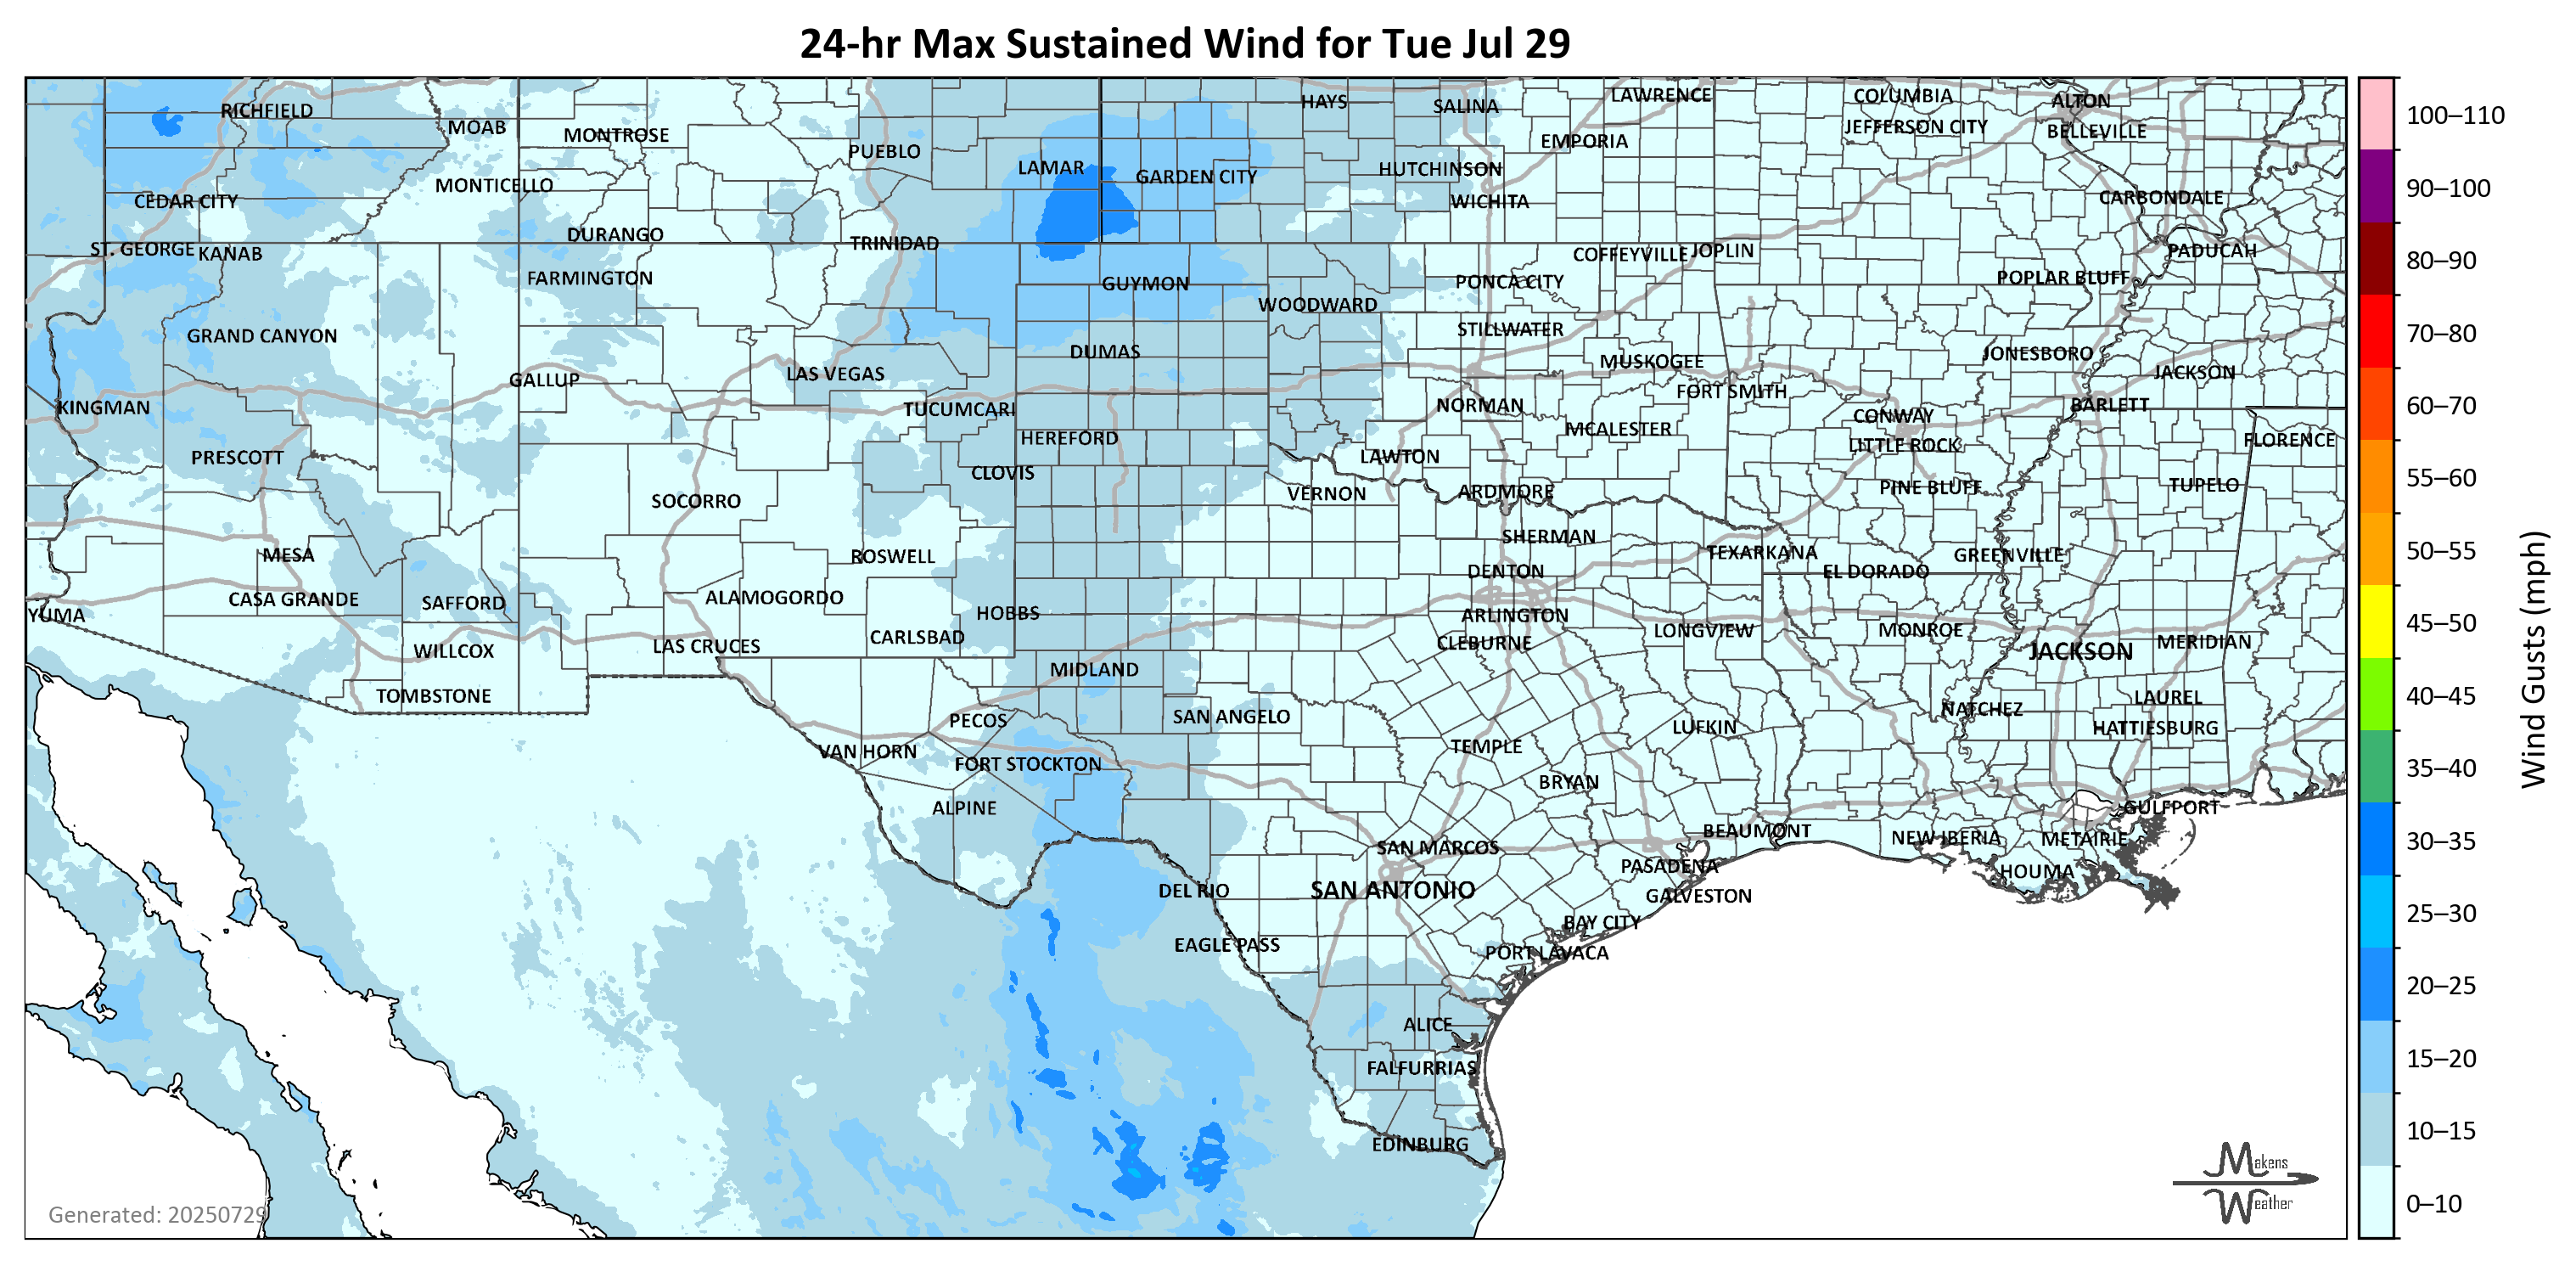 24-hr Max Sustained Wind for Tue Jul 29
RICHFIELD
MOAB
MONTROSE
PUEBLO
LAMAR
HAYS
SALINA
LAWRENCE
COLUMBIA
ALTON
EMPORIA
JEFFERSON CITY
BELLEVILLE
MONTICELLO
GARDEN CITY
HUTCHINSON
CEDAR CITY
WICHITA
CARBONDALE
ST. GEORGE
KANAB
DURANGO
TRINIDAD
COFFEYVILLE
JOPLIN
PADUCAH
FARMINGTON
GUYMON
PONCA CITY
POPLAR BLUFF
WOODWARD
GRAND CANYON
STILLWATER
DUMAS
MUSKOGEE
JONESBORO
GALLUP
LAS VEGAS
FORT SMITH
JACKSON
KINGMAN
TUCUMCARI
NORMAN
CONWAY
BARLETT
HEREFORD
MCALESTER
LITTLE ROCK
FLORENCE
PRESCOTT
CLOVIS
LAWTON
SOCORRO
VERNON
ARDMORE
PINE BLUFF
TUPELO
MESA
ROSWELL
SHERMAN
TEXARKANA
GREENVILLE
DENTON
EL DORADO
YUMA
CASA GRANDE
SAFFORD
ALAMOGORDO
HOBBS
ARLINGTON
WILLCOX
LAS CRUCES
CARLSBAD
CLEBURNE
LONGVIEW
MONROE
JACKSON
MERIDIAN
MIDLAND
TOMBSTONE
PECOS
SAN ANGELO
LUFKIN
NATCHEZ
LAUREL
HATTIESBURG
VAN HORN
FORT STOCKTON
TEMPLE
BRYAN
ALPINE
GULFPORT
SAN MARCOS
BEAUMONT
NEW IBERIA
METAIRIE
DEL RIO
SAN ANTONIO
PASADENA
HOUMA
GALVESTON
EAGLE PASS
BAY CITY
PORT LAVACA
ALICE
FALFURRIAS
EDINBURG
Generated: 20250729
Makens
Weather
100–110
90–100
80–90
70–80
60–70
55–60
50–55
45–50
40–45
35–40
30–35
25–30
20–25
15–20
10–15
0–10
Wind Gusts (mph)